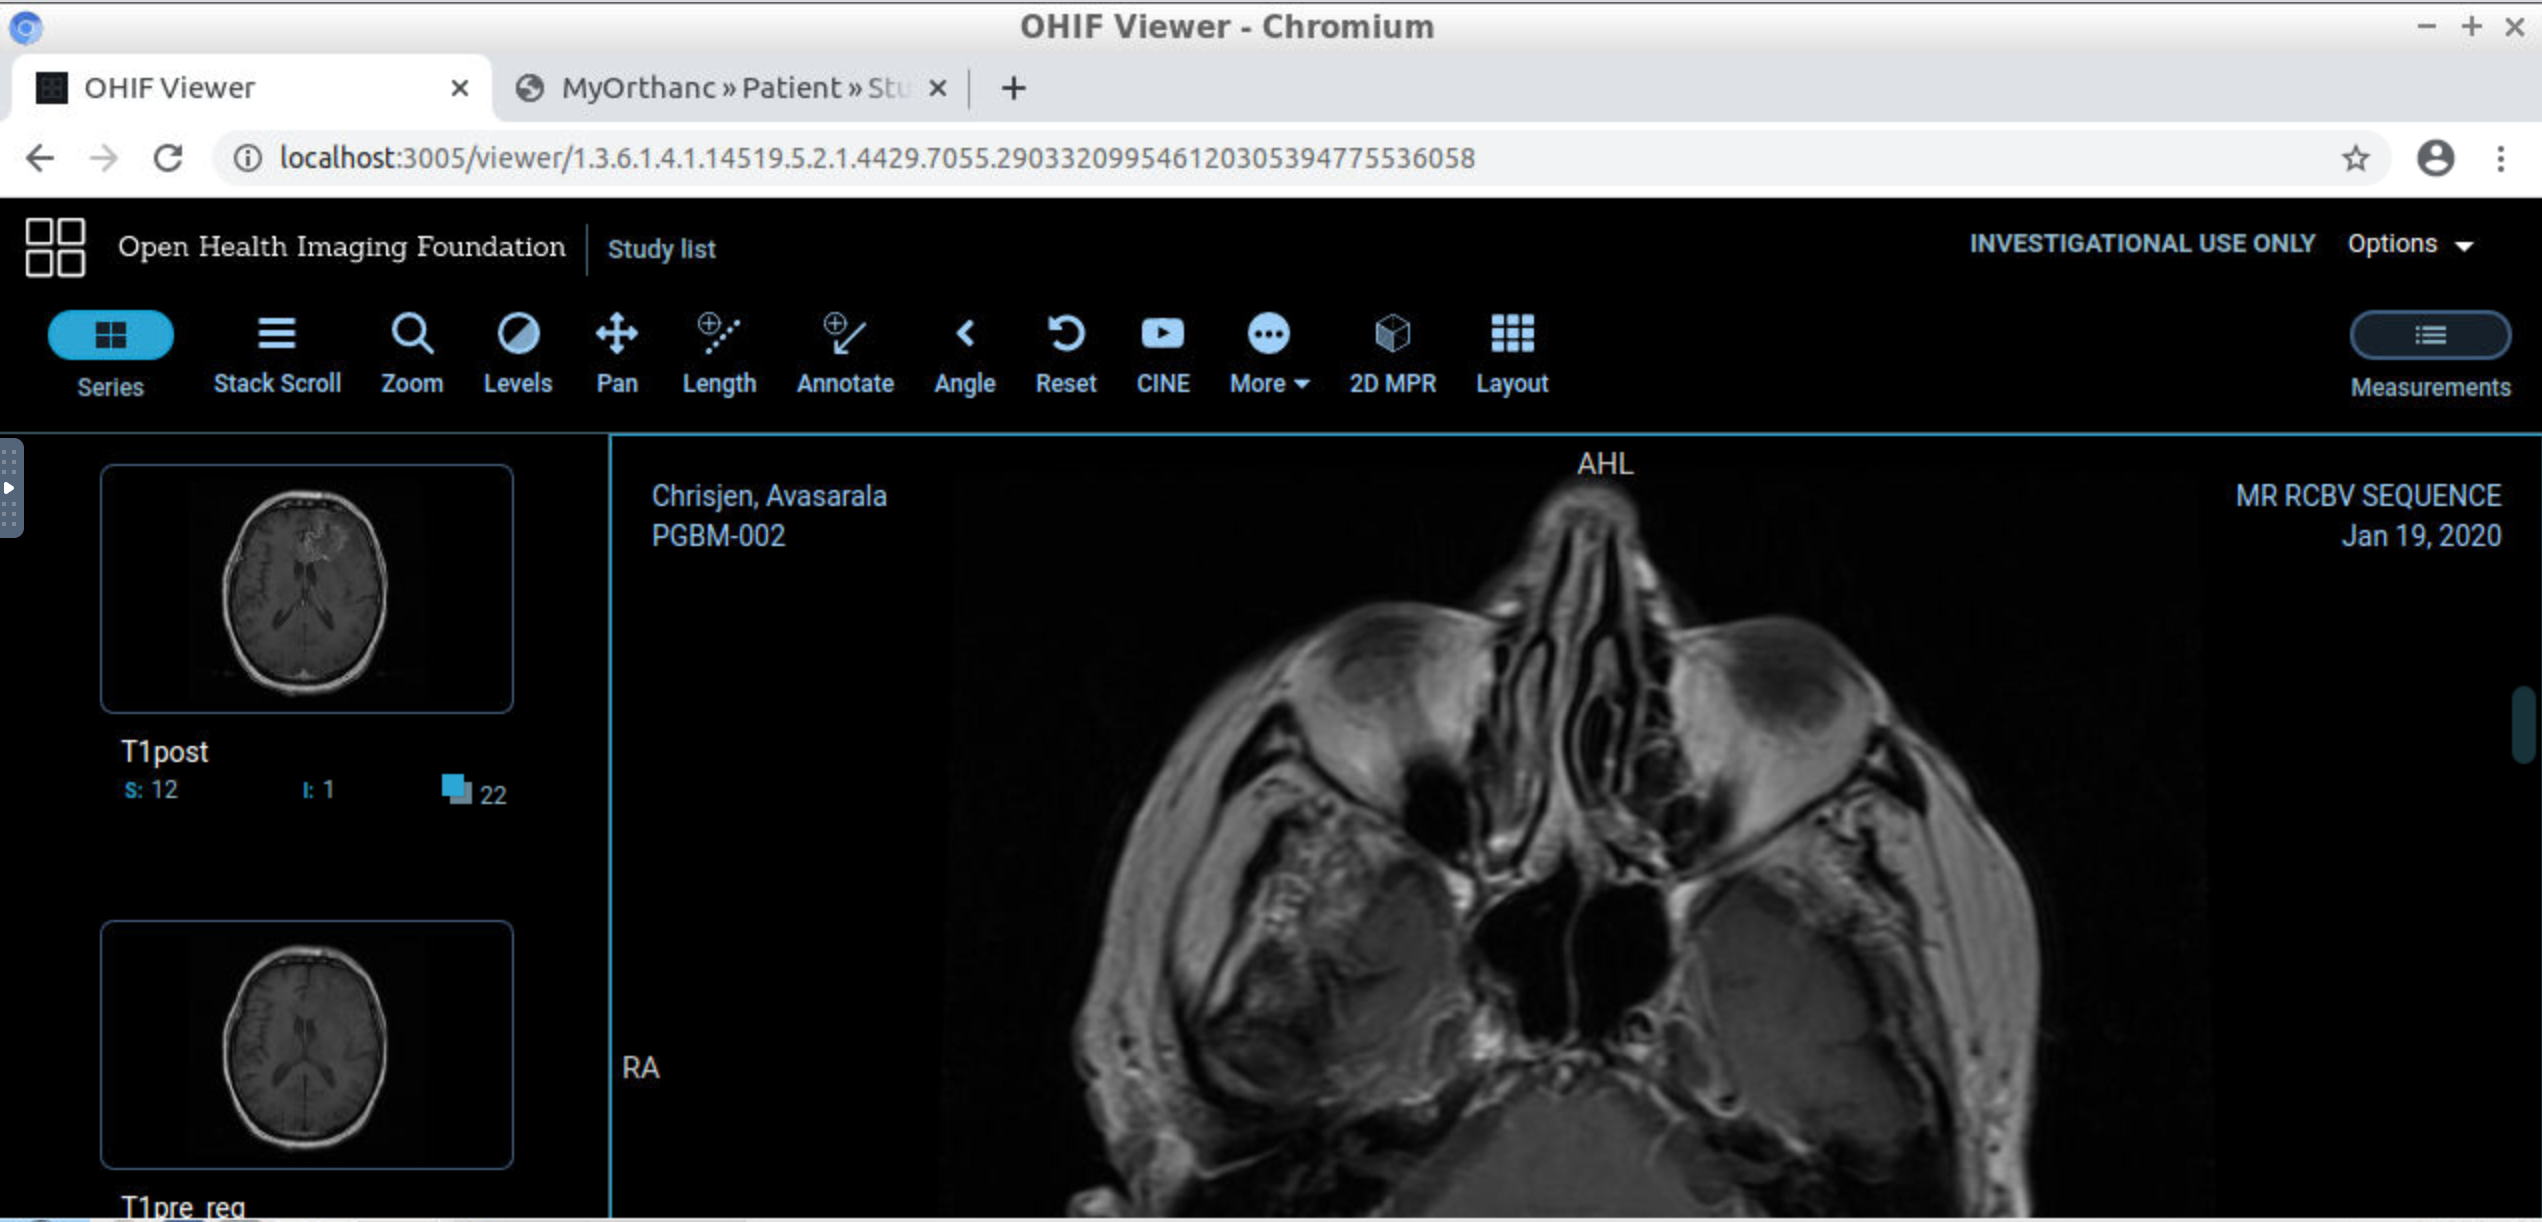 OHIF Viewer - Chromium
OHIF Viewer
MyOrthanc » Patient » Stu
localhost:3005/viewer/1.3.6.1.4.1.14519.5.2.1.4429.7055.290332099546120305394775536058
Open Health Imaging Foundation
Study list
INVESTIGATIONAL USE ONLY
Options
Series
Stack Scroll
Zoom
Levels
Pan
Length
Annotate
Angle
Reset
CINE
More
2D MPR
Layout
Measurements
AHL
Chrisjen, Avasarala
PGBM-002
MR RCBV SEQUENCE
Jan 19, 2020
T1post
S: 12 I: 1 22
RA
T1pre_reg